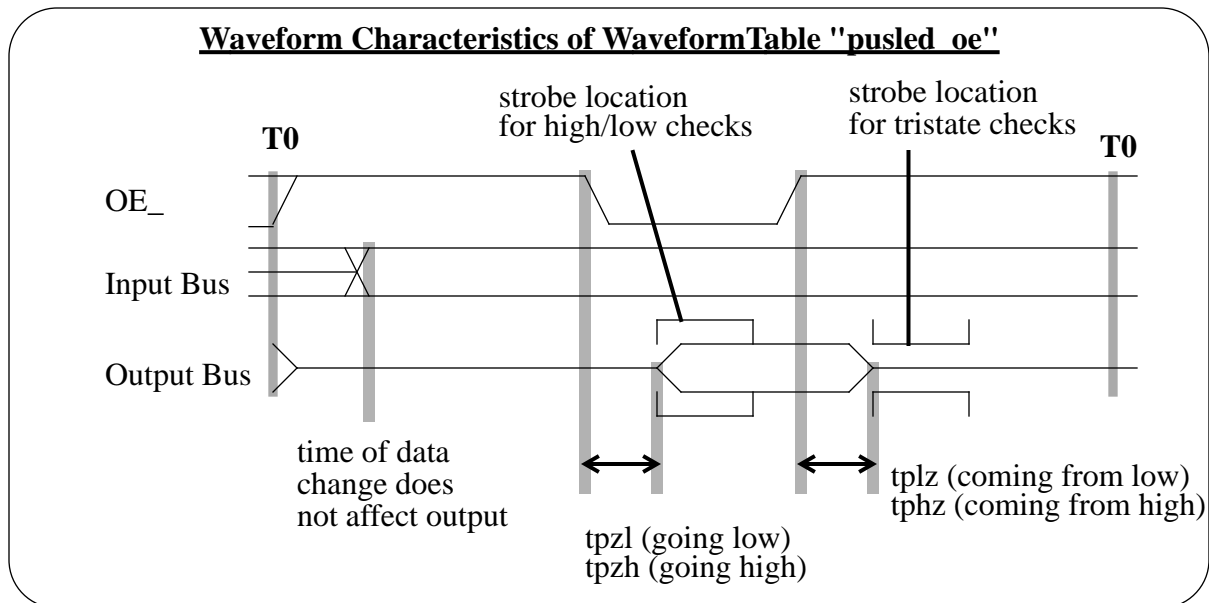 Waveform Characteristics of WaveformTable "pusled_oe"
strobe location
for high/low checks
strobe location
for tristate checks
T0
T0
OE_
Input Bus
Output Bus
time of data
change does
not affect output
tpzl (going low)
tpzh (going high)
tplz (coming from low)
tphz (coming from high)